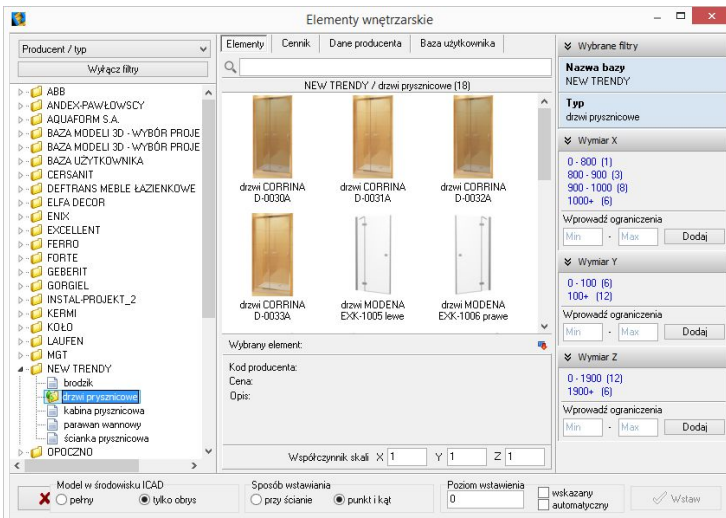 Elementy wnętrzarskie
Producent / typ
Wyłącz filtry
ABB
ANDEX-PAWŁOWSCY
AQUAFORM S.A.
BAZA MODELI 3D - WYBÓR PROJE
BAZA MODELI 3D - WYBÓR PROJE
BAZA UŻYTKOWNIKA
CERSANIT
DEFTRANS MEBLE ŁAZIENKOWE
ELFA DECOR
ENIX
EXCELLENT
FERRO
FORTE
GEBERIT
GORGIEL
INSTAL-PROJEKT_2
KERMI
KOŁO
LAUFEN
MGT
NEW TRENDY
brodzik
drzwi prysznicowe
kabina prysznicowa
parawan wannowy
ścianka prysznicowa
OPOCZNO
Elementy Cennik Dane producenta Baza użytkownika
NEW TRENDY / drzwi prysznicowe (18)
drzwi CORRINA D-0030A
drzwi CORRINA D-0031A
drzwi CORRINA D-0032A
drzwi CORRINA D-0033A
drzwi MODENA EXK-1005 lewe
drzwi MODENA EXK-1006 prawe
Wybrany element:
Kod producenta:
Cena:
Opis:
Współczynnik skali X 1 Y 1 Z 1
Wybrane filtry
Nazwa bazy
NEW TRENDY
Typ
drzwi prysznicowe
Wymiar X
0 - 800 (1)
800 - 900 (3)
900 - 1000 (8)
1000+ (6)
Wprowadź ograniczenia
Min - Max Dodaj
Wymiar Y
0 - 100 (6)
100+ (12)
Wprowadź ograniczenia
Min - Max Dodaj
Wymiar Z
0 - 1900 (12)
1900+ (6)
Wprowadź ograniczenia
Min - Max Dodaj
Model w środowisku ICAD
pełny tylko obrys
Sposób wstawiania
przy ścianie punkt i kąt
Poziom wstawienia
0
wskazany
automatyczny
Wstaw